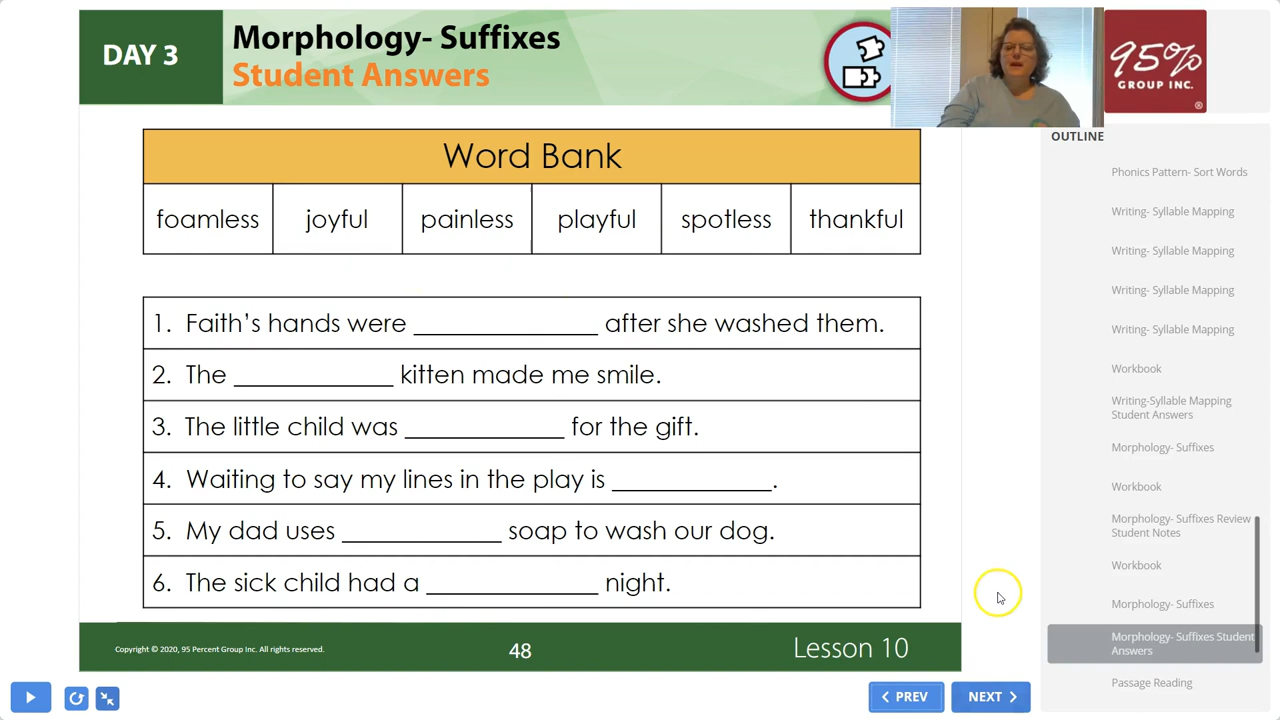 DAY 3
Morphology- Suffixes
Student Answers
95%
GROUP INC.
®
Word Bank
foamless joyful painless playful spotless thankful
1. Faith's hands were ______________ after she washed them.
2. The ____________ kitten made me smile.
3. The little child was ____________ for the gift.
4. Waiting to say my lines in the play is ____________.
5. My dad uses ____________ soap to wash our dog.
6. The sick child had a _____________ night.
Copyright © 2020, 95 Percent Group Inc. All rights reserved.
48
Lesson 10
PREV
NEXT
OUTLINE
Phonics Pattern- Sort Words
Writing- Syllable Mapping
Writing- Syllable Mapping
Writing- Syllable Mapping
Writing- Syllable Mapping
Workbook
Writing-Syllable Mapping
Student Answers
Morphology- Suffixes
Workbook
Morphology- Suffixes Review
Student Notes
Workbook
Morphology- Suffixes
Morphology- Suffixes Student
Answers
Passage Reading